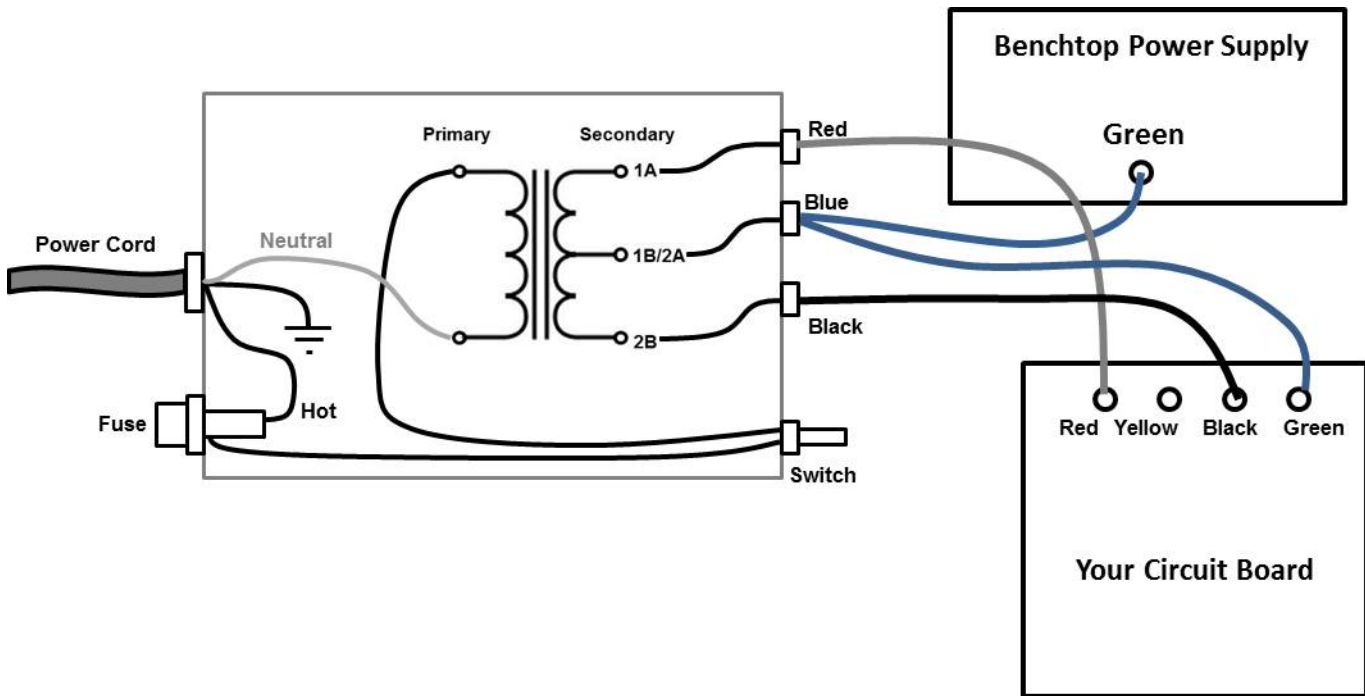 Benchtop Power Supply
Green
Primary
Secondary
Red
1A
Blue
Power Cord
Neutral
1B/2A
Black
2B
Fuse
Hot
Switch
Red Yellow Black Green
Your Circuit Board